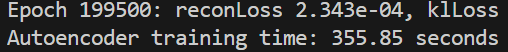 Epoch 199500: reconLoss 2.343e-04, klLoss
Autoencoder training time: 355.85 seconds